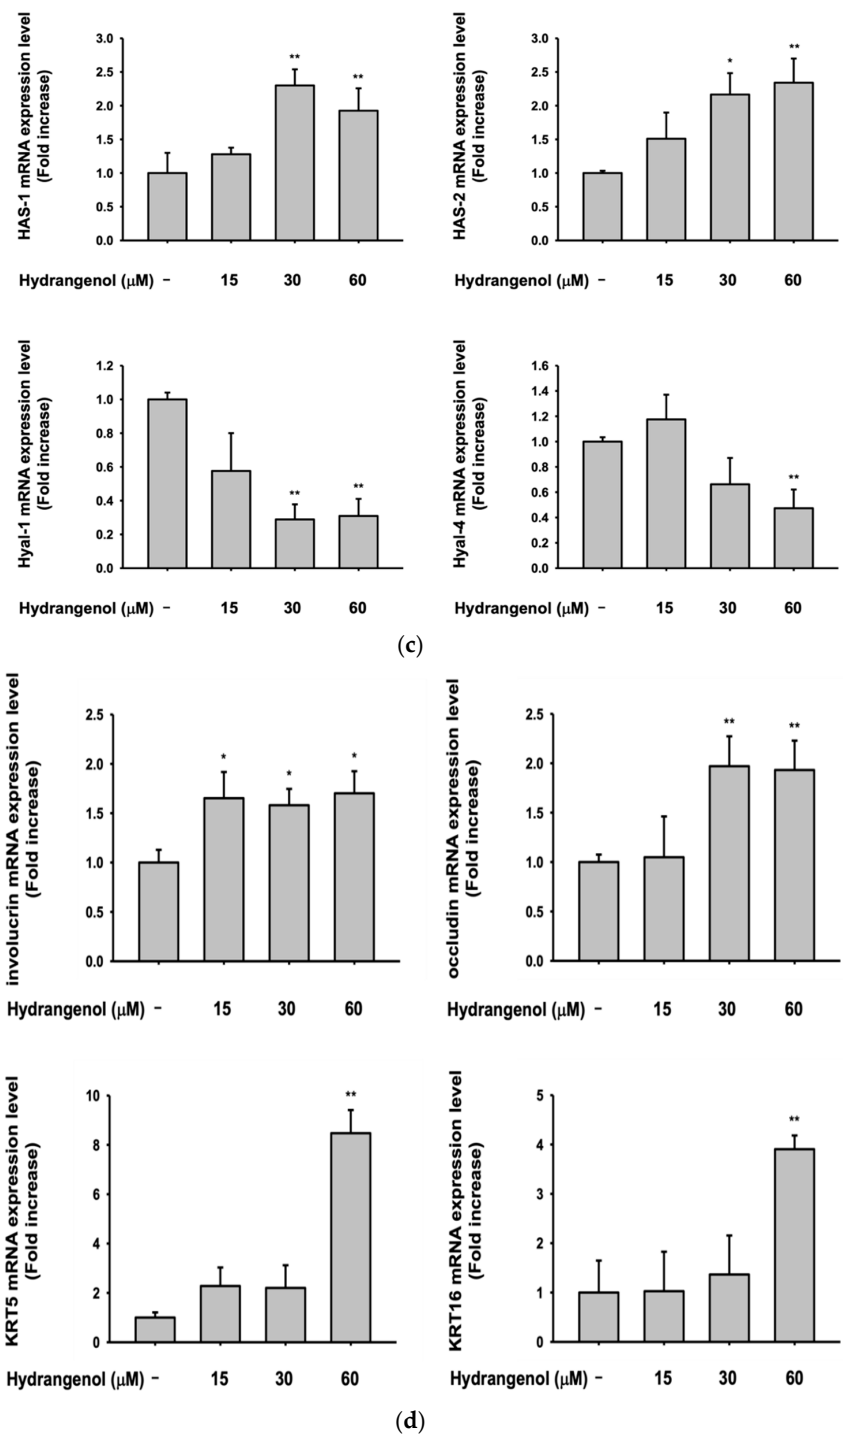 HAS-1 mRNA expression level
(Fold increase)
3.0
2.5
2.0
1.5
1.0
0.5
0.0
**
**
Hydrangenol (μM) − 15 30 60
HAS-2 mRNA expression level
(Fold increase)
3.0
2.5
2.0
1.5
1.0
0.5
0.0
*
**
Hydrangenol (μM) − 15 30 60
Hyal-1 mRNA expression level
(Fold increase)
1.2
1.0
0.8
0.6
0.4
0.2
0.0
**
**
Hydrangenol (μM) − 15 30 60
Hyal-4 mRNA expression level
(Fold increase)
1.6
1.4
1.2
1.0
0.8
0.6
0.4
0.2
0.0
**
Hydrangenol (μM) − 15 30 60
(c)
involucrin mRNA expression level
(Fold increase)
2.5
2.0
1.5
1.0
0.5
0.0
*
*
*
Hydrangenol (μM) − 15 30 60
occludin mRNA expression level
(Fold increase)
2.5
2.0
1.5
1.0
0.5
0.0
**
**
Hydrangenol (μM) − 15 30 60
KRT5 mRNA expression level
(Fold increase)
10
8
6
4
2
0
**
Hydrangenol (μM) − 15 30 60
KRT16 mRNA expression level
(Fold increase)
5
4
3
2
1
0
**
Hydrangenol (μM) − 15 30 60
(d)